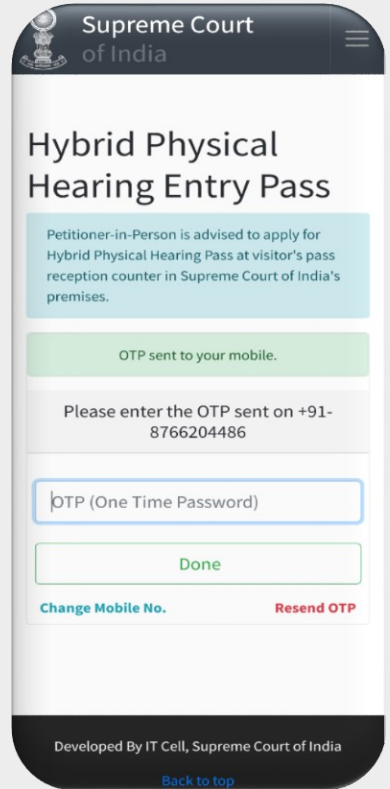 Supreme Court
of India
Hybrid Physical
Hearing Entry Pass
Petitioner-in-Person is advised to apply for
Hybrid Physical Hearing Pass at visitor's pass
reception counter in Supreme Court of India's
premises.
OTP sent to your mobile.
Please enter the OTP sent on +91-
8766204486
OTP (One Time Password)
Done
Change Mobile No. Resend OTP
Developed By IT Cell, Supreme Court of India
Back to top